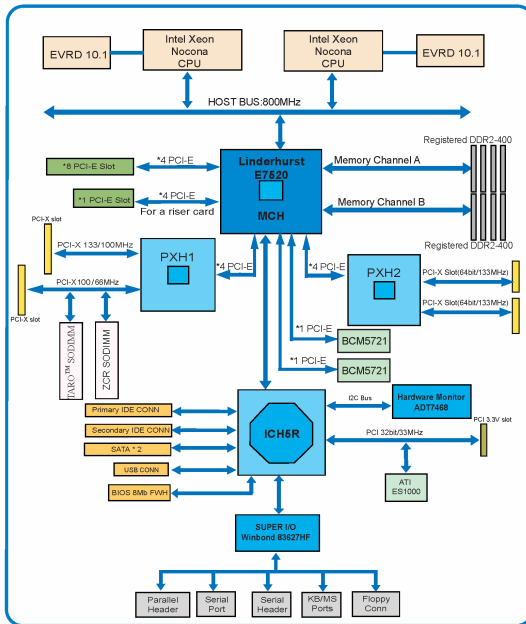 EVRD 10.1
Intel Xeon
Nocona
CPU
Intel Xeon
Nocona
CPU
EVRD 10.1
HOST BUS:800MHz
Registered DDR2-400
*8 PCI-E Slot
*4 PCI-E
Linderhurst
E7520
MCH
Memory Channel A
*1 PCI-E Slot
*4 PCI-E
For a riser card
Memory Channel B
Registered DDR2-400
PCI-X slot
PCI-X 133/100MHz
PXH1
*4 PCI-E
*4 PCI-E
PXH2
PCI-X Slot(64bit/133MHz)
PCI-X100/66MHz
PCI-X Slot(64bit/133MHz)
PCI-X slot
TARO™ SODIMM
ZCR SODIMM
*1 PCI-E
BCM5721
*1 PCI-E
BCM5721
Primary IDE CONN
Secondary IDE CONN
SATA * 2
USB CONN
BIOS 8Mb FWH
ICH5R
I2C Bus
Hardware Monitor
ADT7468
PCI 32bit/33MHz
PCI 3.3V slot
ATI
ES1000
SUPER I/O
Winbond 83627HF
Parallel
Header
Serial
Port
Serial
Header
KB/MS
Ports
Floppy
Conn